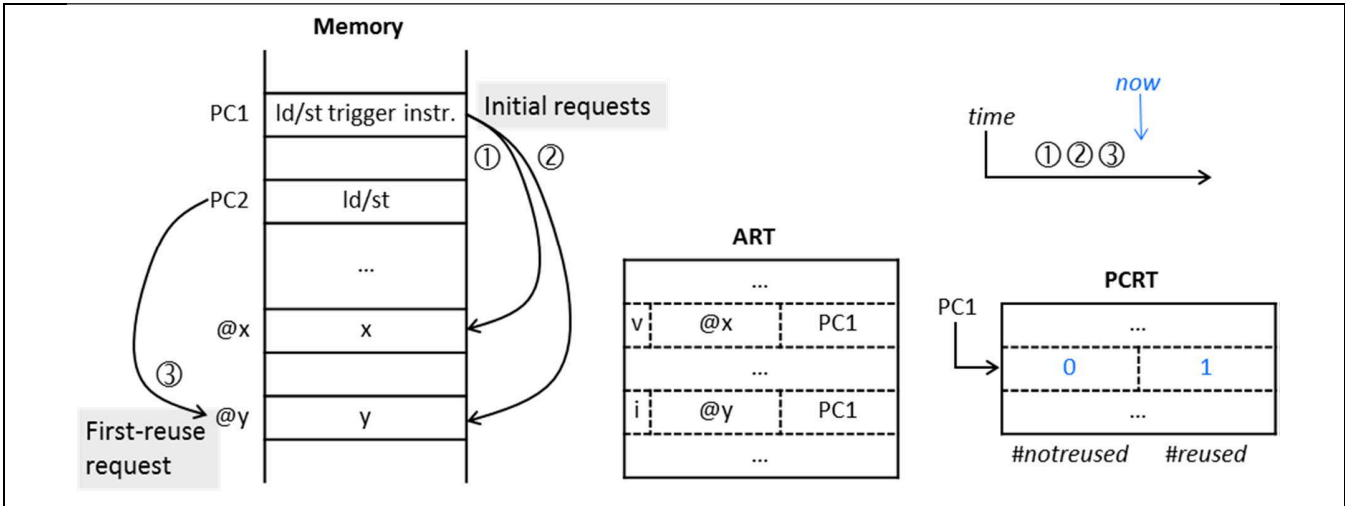 Memory
PC1
ld/st trigger instr.
Initial requests
①
②
PC2
ld/st
...
@x
x
③
@y
y
First-reuse
request
now
time
①②③
ART
...
v
@x
PC1
...
i
@y
PC1
...
PCRT
PC1
...
0
1
...
#notreused
#reused